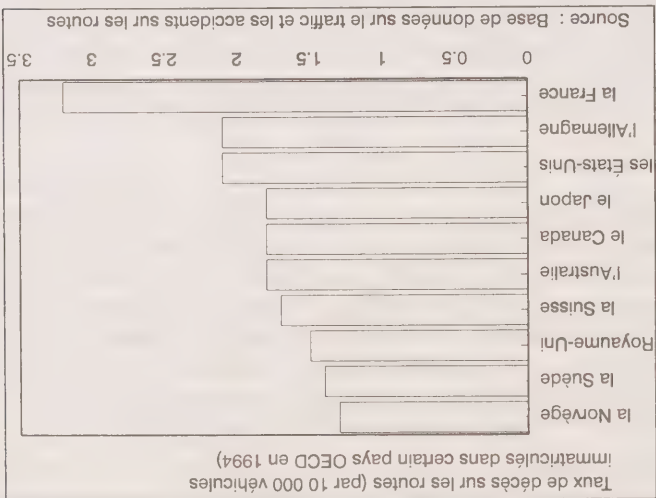 Taux de décès sur les routes (par 10 000 véhicules
immatriculés dans certain pays OECD en 1994)
la Norvège
la Suède
Royaume-Uni
la Suisse
l'Australie
le Canada
le Japon
les États-Unis
l'Allemagne
la France
0 0.5 1 1.5 2 2.5 3 3.5
Source : Base de données sur le traffic et les accidents sur les routes